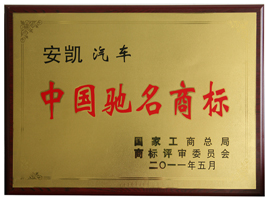 安凯 汽车
中国驰名商标
国家工商总局
商标评审委员会
二〇一一年五月